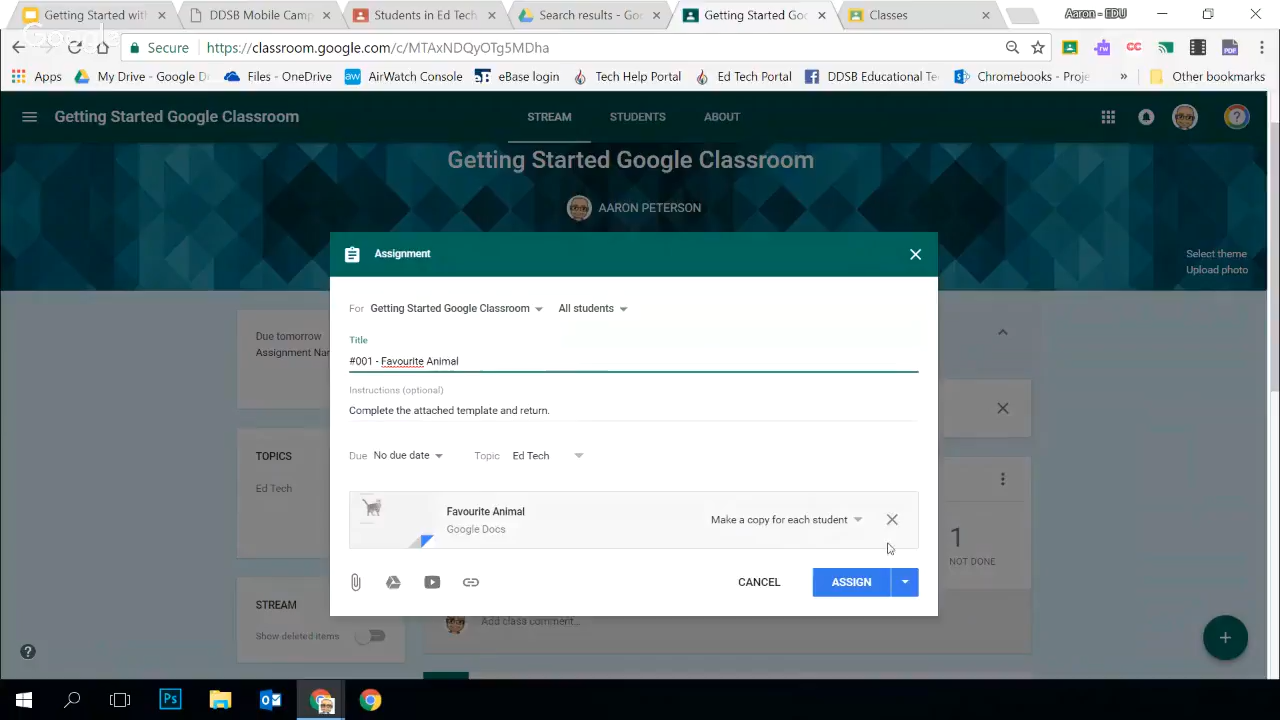 Getting Started with
DDSB Mobile Camp
Students in Ed Tech
Search results - Goo
Getting Started Goo
Classes
Aaron - EDU
Google
Secure
https://classroom.google.com/c/MTAxNDQyOTg5MDha
Apps
My Drive - Google Dr
Files - OneDrive
AirWatch Console
eBase login
Tech Help Portal
Ed Tech Portal
DDSB Educational Te
Chromebooks - Proje
Other bookmarks
Getting Started Google Classroom
STREAM
STUDENTS
ABOUT
Getting Started Google Classroom
AARON PETERSON
Select theme
Upload photo
Assignment
For Getting Started Google Classroom All students
Title
#001 - Favourite Animal
Instructions (optional)
Complete the attached template and return.
Due No due date Topic Ed Tech
Favourite Animal
Google Docs
Make a copy for each student
CANCEL
ASSIGN
Due tomorrow
Assignment Na
TOPICS
Ed Tech
1
NOT DONE
STREAM
Show deleted items
Add class comment...